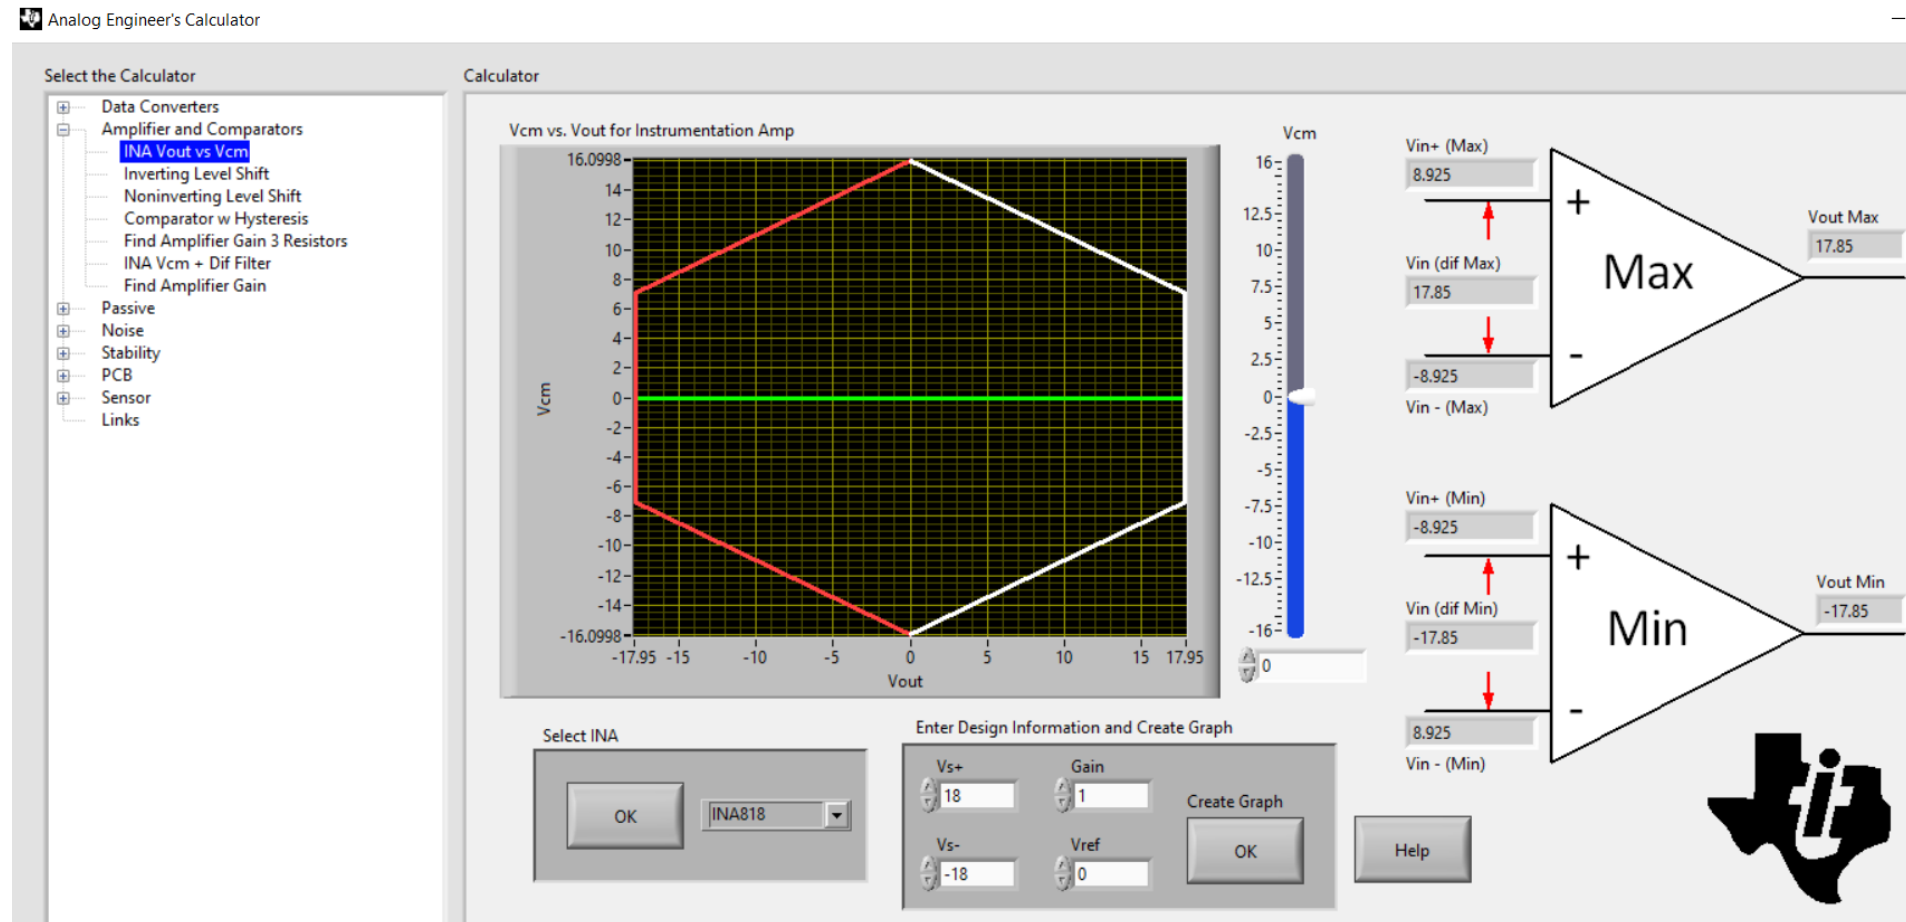 Analog Engineer's Calculator
Select the Calculator
Data Converters
Amplifier and Comparators
INA Vout vs Vcm
Inverting Level Shift
Noninverting Level Shift
Comparator w Hysteresis
Find Amplifier Gain 3 Resistors
INA Vcm + Dif Filter
Find Amplifier Gain
Passive
Noise
Stability
PCB
Sensor
Links
Calculator
Vcm vs. Vout for Instrumentation Amp
16.0998
14
12
10
8
6
4
2
0
-2
-4
-6
-8
-10
-12
-14
-16.0998
Vcm
-17.95 -15 -10 -5 0 5 10 15 17.95
Vout
Vcm
16
12.5
10
7.5
5
2.5
0
-2.5
-5
-7.5
-10
-12.5
-16
0
Vin+ (Max)
8.925
Vin (dif Max)
17.85
-8.925
Vin - (Max)
+
-
Max
Vout Max
17.85
Vin+ (Min)
-8.925
Vin (dif Min)
-17.85
8.925
Vin - (Min)
+
-
Min
Vout Min
-17.85
Select INA
OK
INA818
Enter Design Information and Create Graph
Vs+
18
Gain
1
Vs-
-18
Vref
0
Create Graph
OK
Help